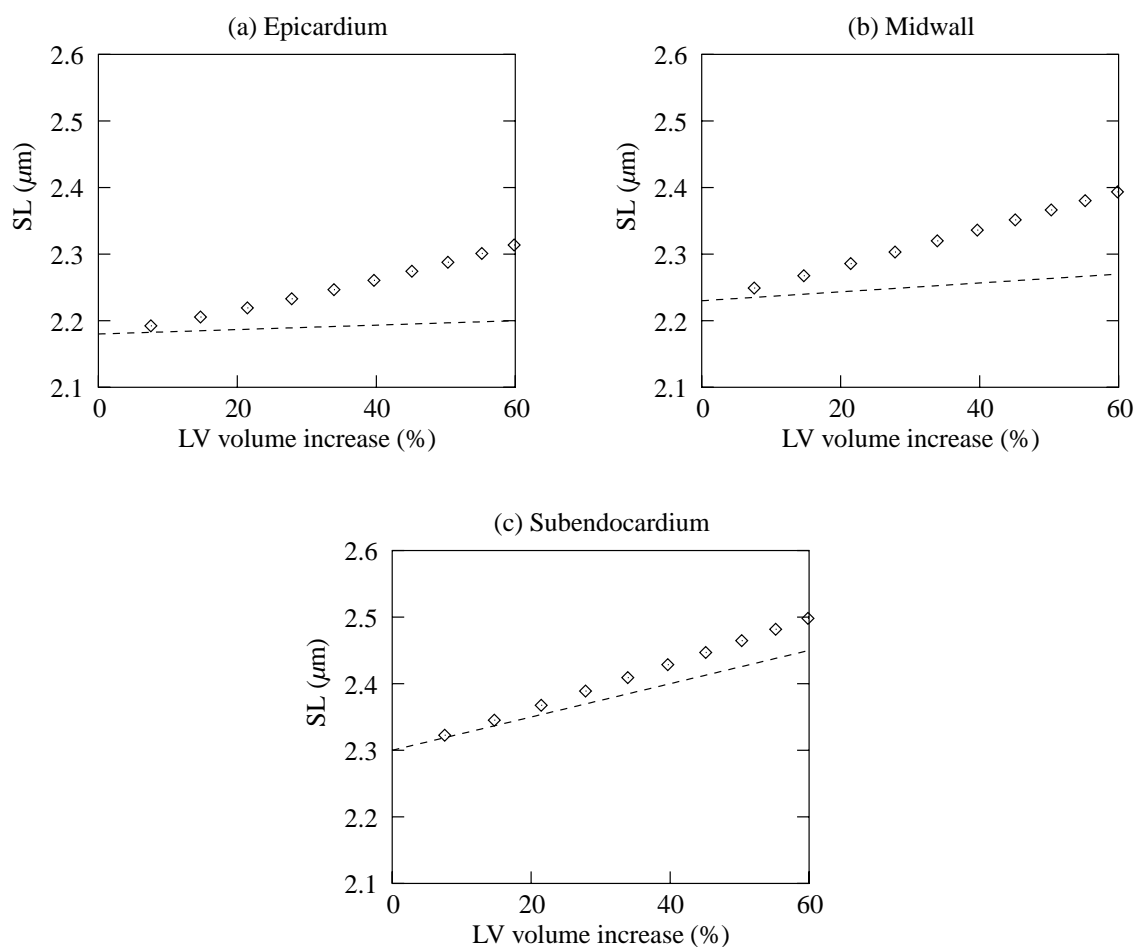 (a) Epicardium
2.6
2.5
2.4
2.3
2.2
2.1
SL (μm)
0 20 40 60
LV volume increase (%)
(b) Midwall
2.6
2.5
2.4
2.3
2.2
2.1
SL (μm)
0 20 40 60
LV volume increase (%)
(c) Subendocardium
2.6
2.5
2.4
2.3
2.2
2.1
SL (μm)
0 20 40 60
LV volume increase (%)